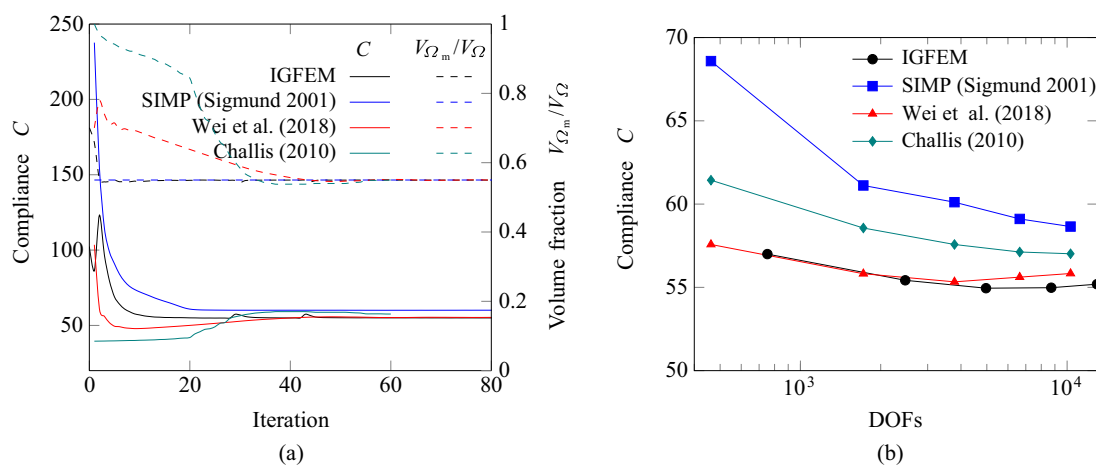 250
200
150
100
50
Compliance C
0
20
40
60
80
Iteration
1
0.8
0.6
0.4
0.2
0
Volume fraction V_{Ω_m}/V_Ω
C V_{Ω_m}/V_Ω
IGFEM
SIMP (Sigmund 2001)
Wei et al. (2018)
Challis (2010)
(a)
70
65
60
55
50
Compliance C
10^3
10^4
DOFs
IGFEM
SIMP (Sigmund 2001)
Wei et al. (2018)
Challis (2010)
(b)